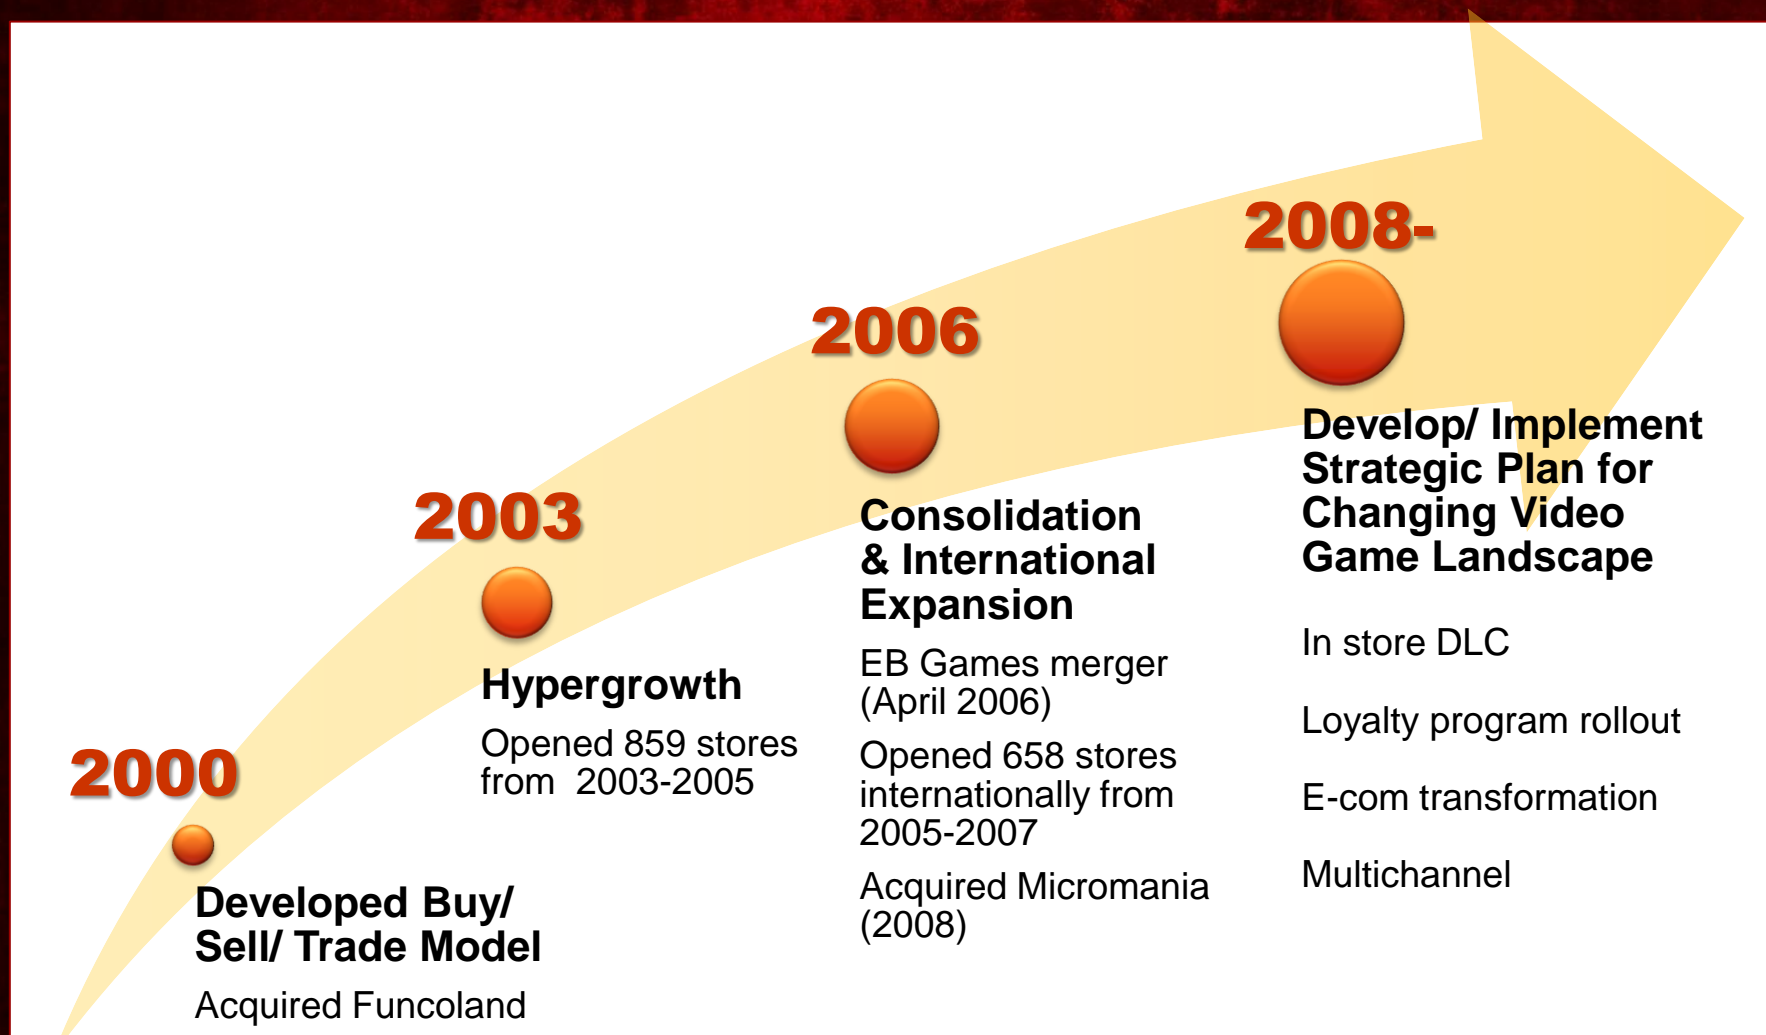 2000
Developed Buy/
Sell/ Trade Model
Acquired Funcoland
2003
Hypergrowth
Opened 859 stores
from 2003-2005
2006
Consolidation
& International
Expansion
EB Games merger
(April 2006)
Opened 658 stores
internationally from
2005-2007
Acquired Micromania
(2008)
2008-
Develop/ Implement
Strategic Plan for
Changing Video
Game Landscape
In store DLC
Loyalty program rollout
E-com transformation
Multichannel